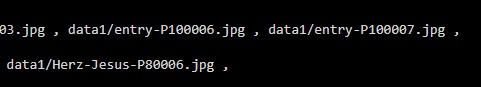 03.jpg , data1/entry-P100006.jpg , data1/entry-P100007.jpg ,
data1/Herz-Jesus-P80006.jpg ,